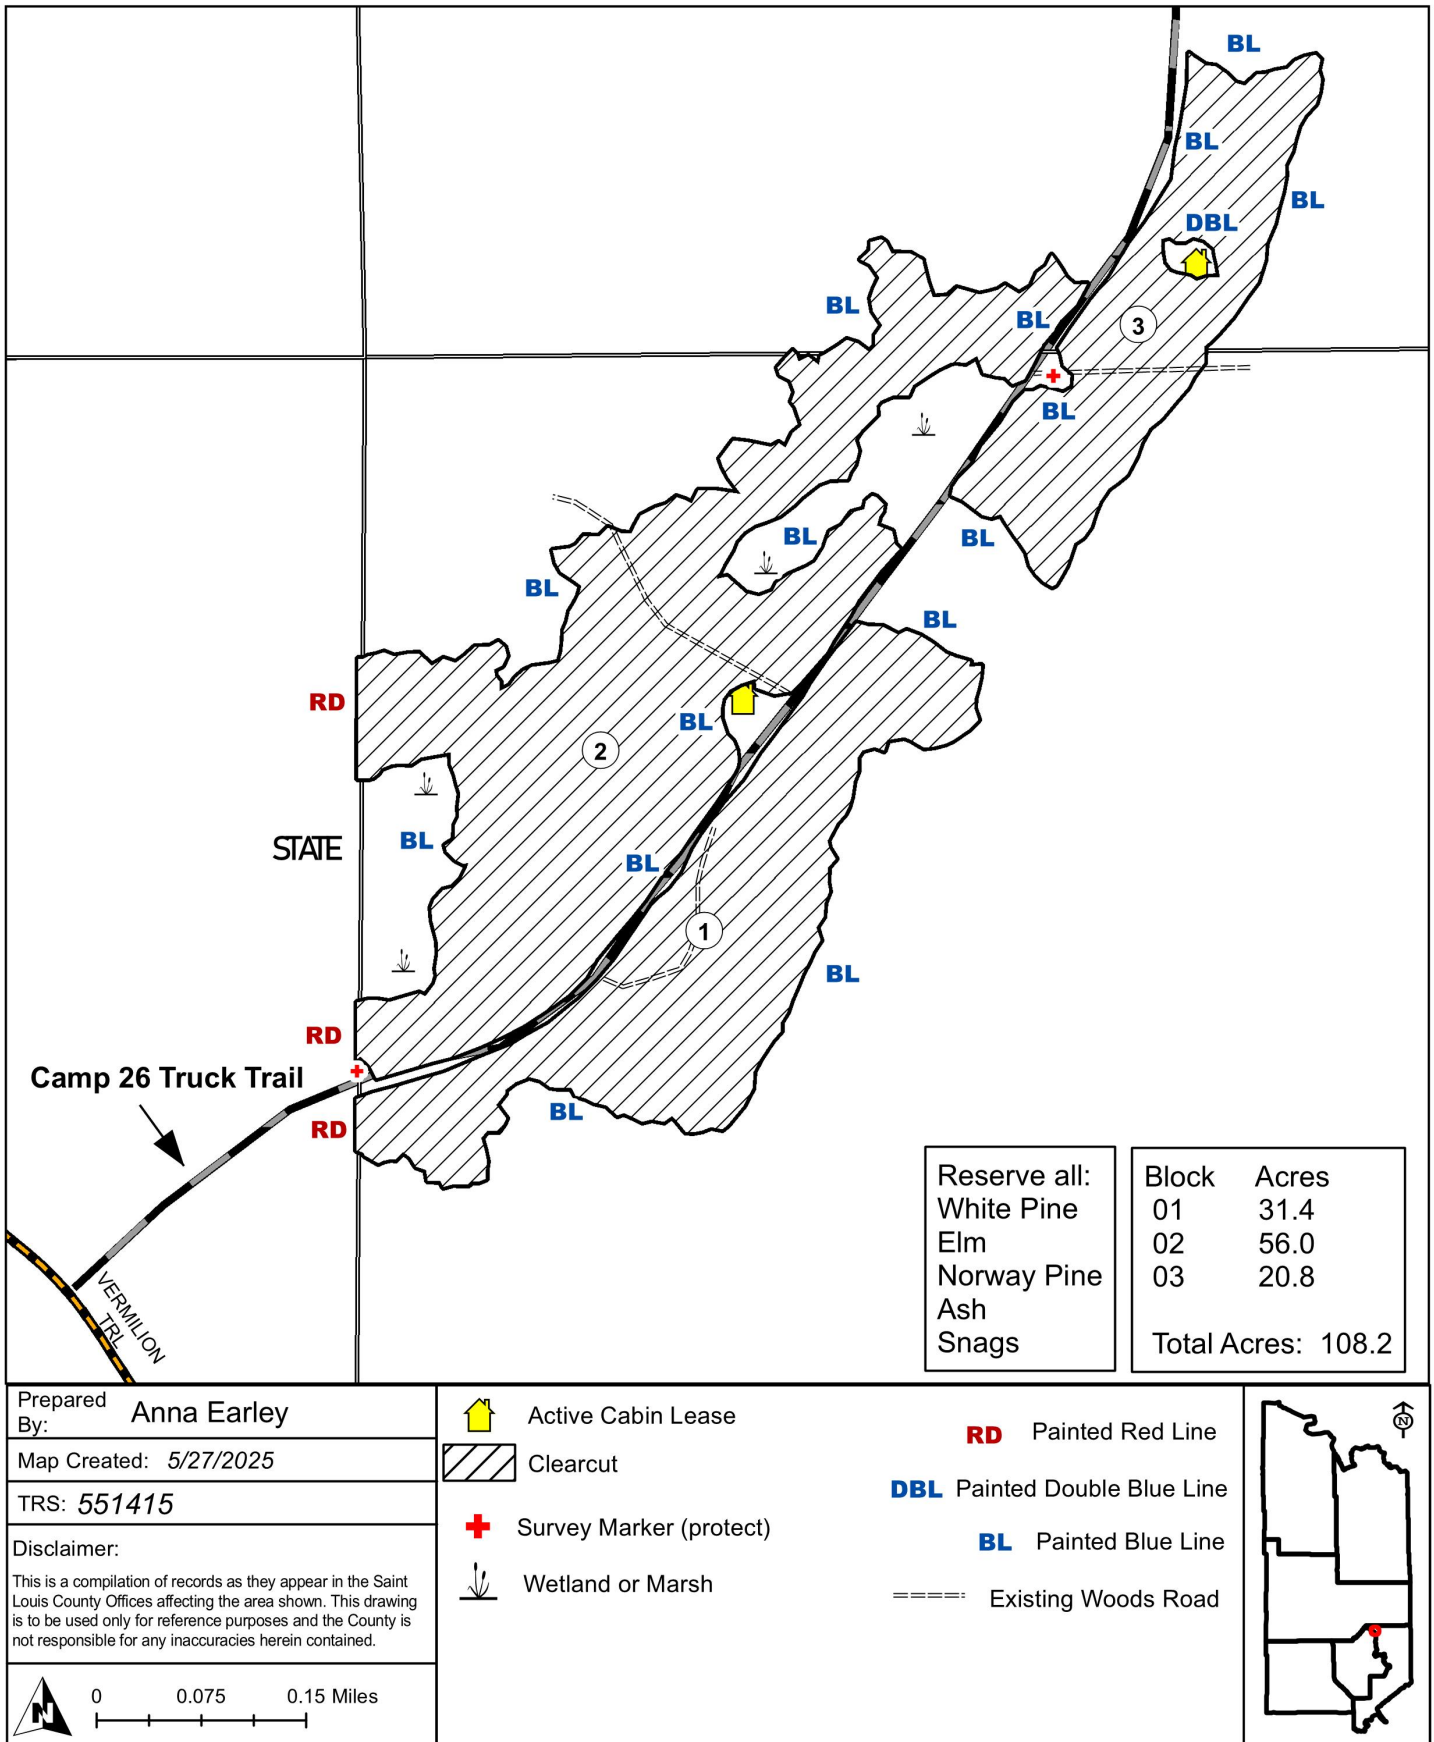 BL
BL
BL
DBL
BL
BL
3
BL
BL
BL
BL
BL
RD
BL
2
STATE
BL
BL
1
BL
RD
Camp 26 Truck Trail
BL
RD
VERMILION
TRL
Reserve all:
White Pine
Elm
Norway Pine
Ash
Snags
Block Acres
01 31.4
02 56.0
03 20.8
Total Acres: 108.2
Prepared
By: Anna Earley
Map Created: 5/27/2025
TRS: 551415
Disclaimer:
This is a compilation of records as they appear in the Saint
Louis County Offices affecting the area shown. This drawing
is to be used only for reference purposes and the County is
not responsible for any inaccuracies herein contained.
N
0 0.075 0.15 Miles
Active Cabin Lease
Clearcut
Survey Marker (protect)
Wetland or Marsh
RD Painted Red Line
DBL Painted Double Blue Line
BL Painted Blue Line
Existing Woods Road
N